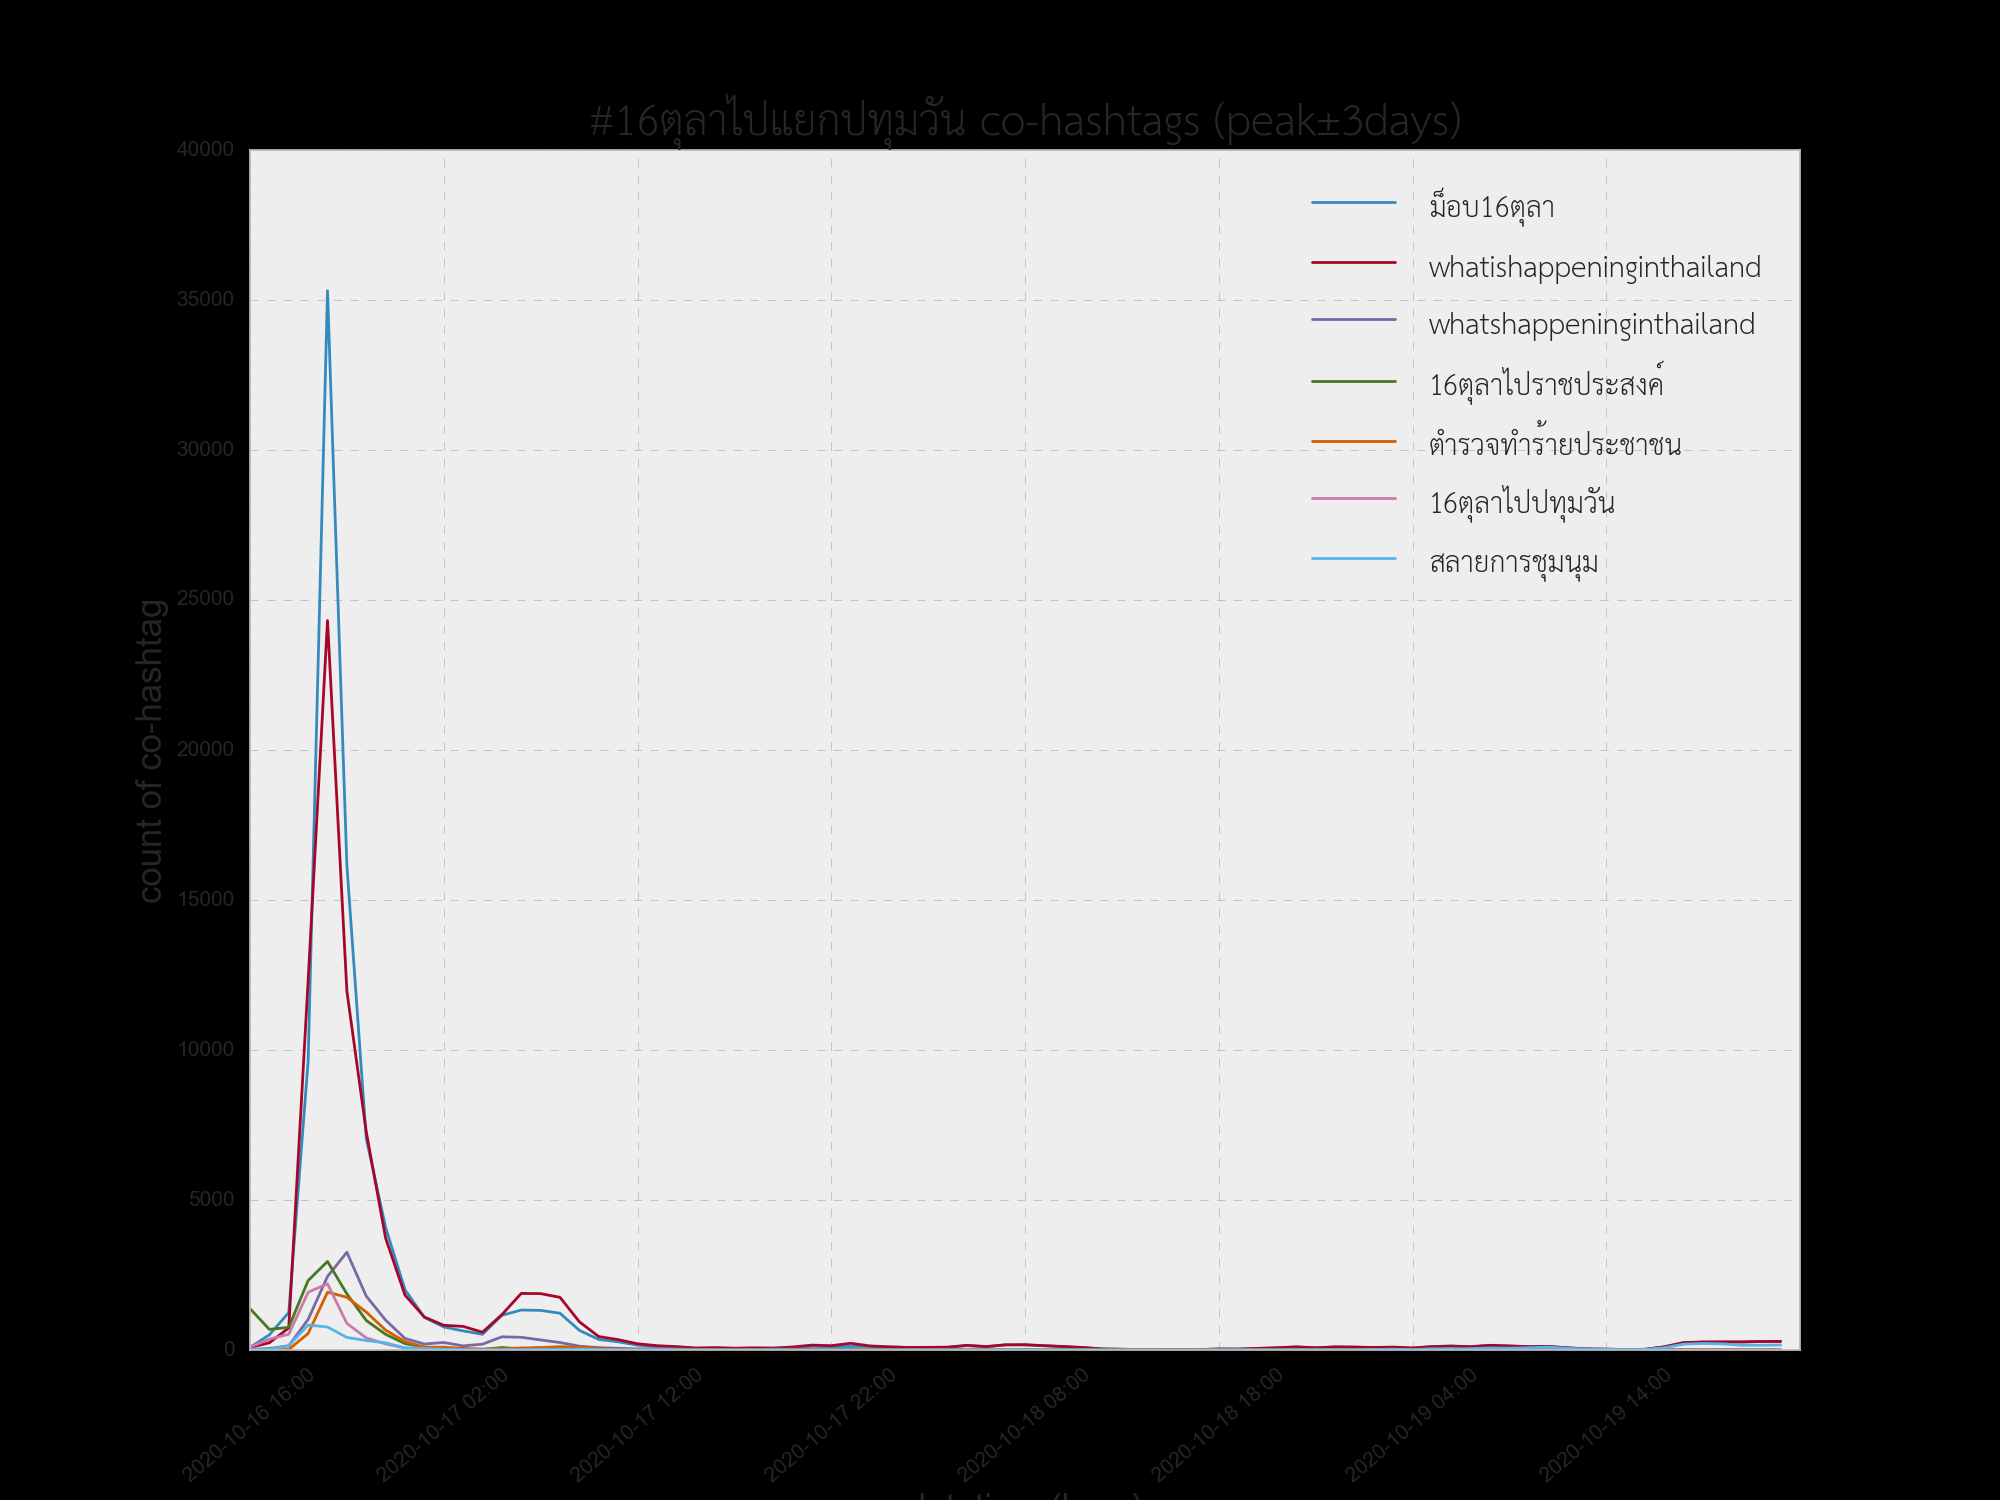 #16ตุลาไปแยกปทุมวัน co-hashtags (peak±3days)
count of co-hashtag
40000
35000
30000
25000
20000
15000
10000
5000
0
ม็อบ16ตุลา
whatishappeninginthailand
whatshappeninginthailand
16ตุลาไปราชประสงค์
ตำรวจทำร้ายประชาชน
16ตุลาไปปทุมวัน
สลายการชุมนุม
2020-10-16 16:00
2020-10-17 02:00
2020-10-17 12:00
2020-10-17 22:00
2020-10-18 08:00
2020-10-18 18:00
2020-10-19 04:00
2020-10-19 14:00